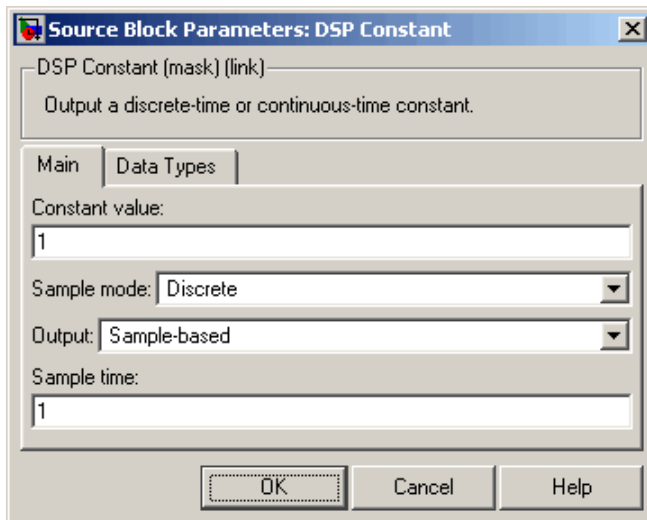 Source Block Parameters: DSP Constant
DSP Constant (mask) (link)
Output a discrete-time or continuous-time constant.
Main Data Types
Constant value:
1
Sample mode: Discrete
Output: Sample-based
Sample time:
1
OK Cancel Help